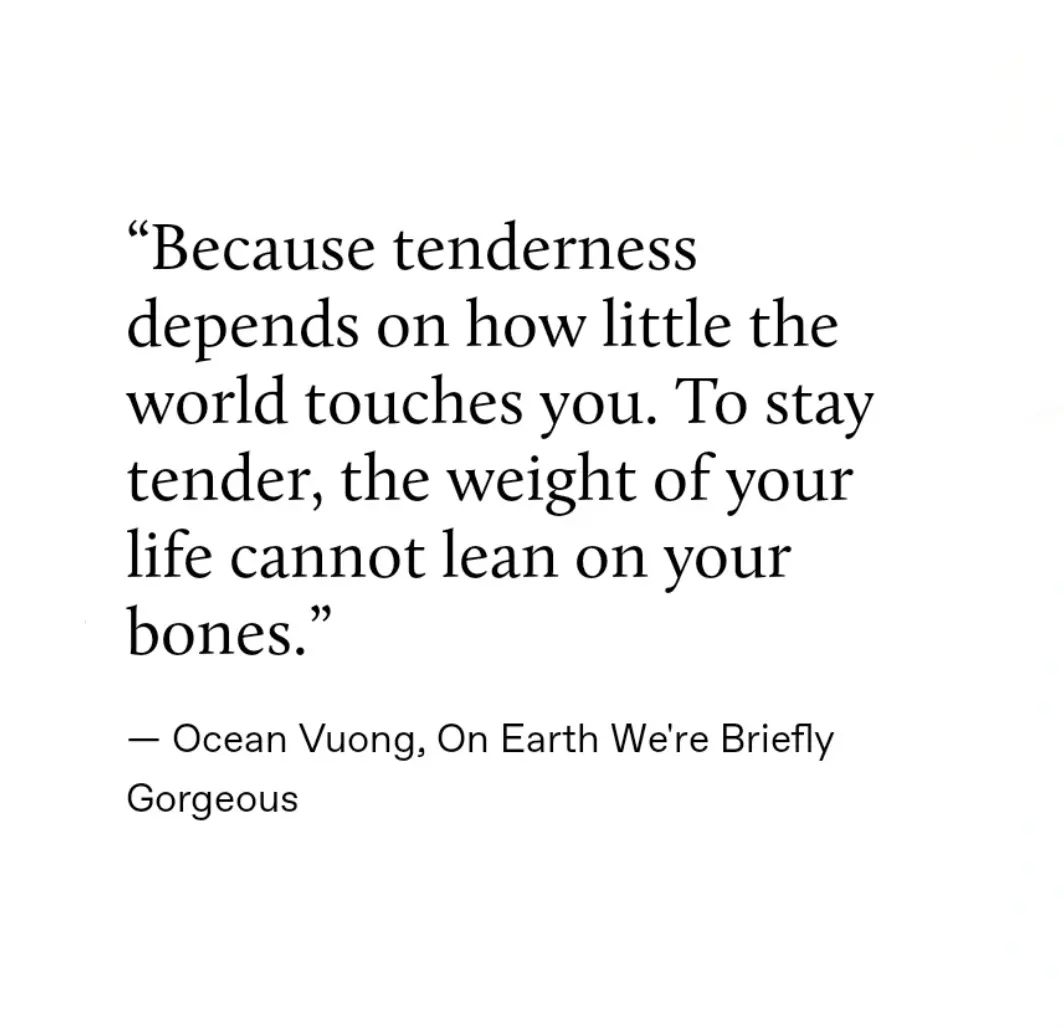 “Because tenderness
depends on how little the
world touches you. To stay
tender, the weight of your
life cannot lean on your
bones.”
— Ocean Vuong, On Earth We're Briefly
Gorgeous